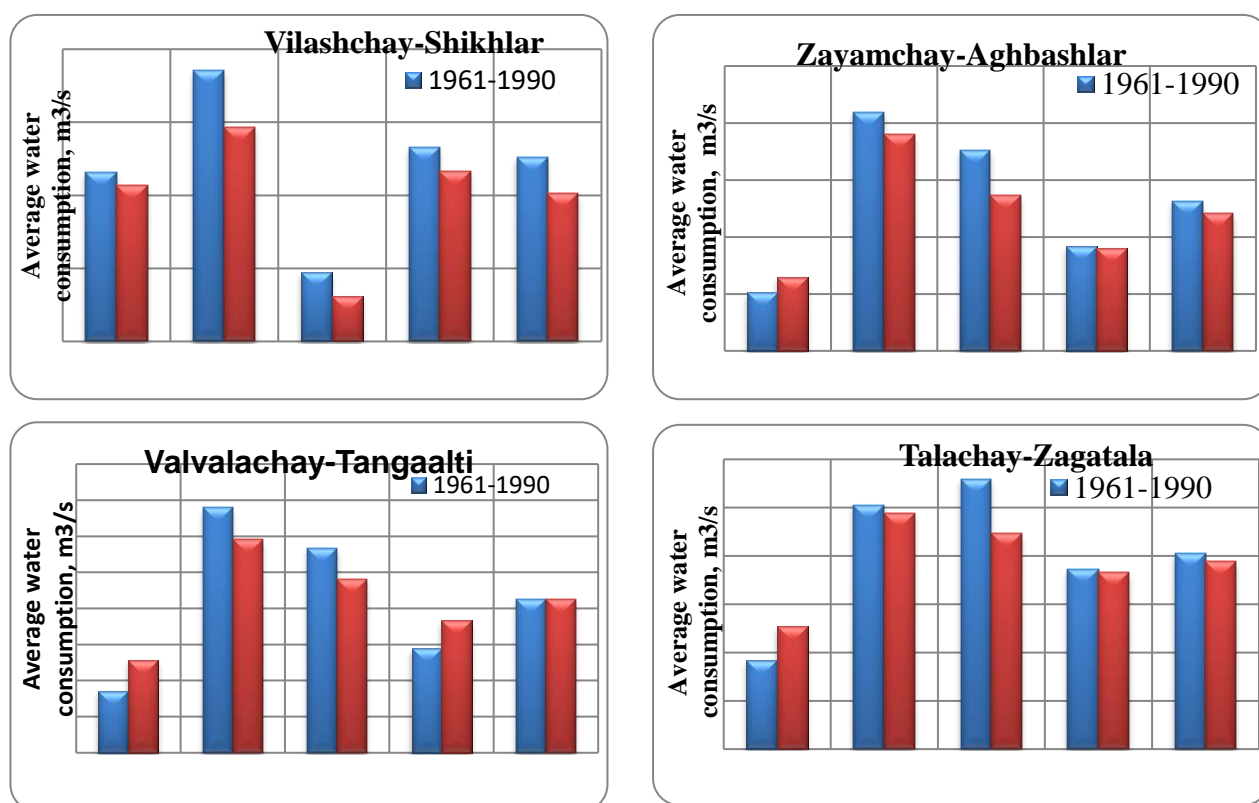 Vilashchay-Shikhlar
1961-1990
Average water
consumption, m3/s
Zayamchay-Aghbashlar
1961-1990
Average water
consumption, m3/s
Valvalachay-Tangaalti
1961-1990
Average water
consumption, m3/s
Talachay-Zagatala
1961-1990
Average water
consumption, m3/s